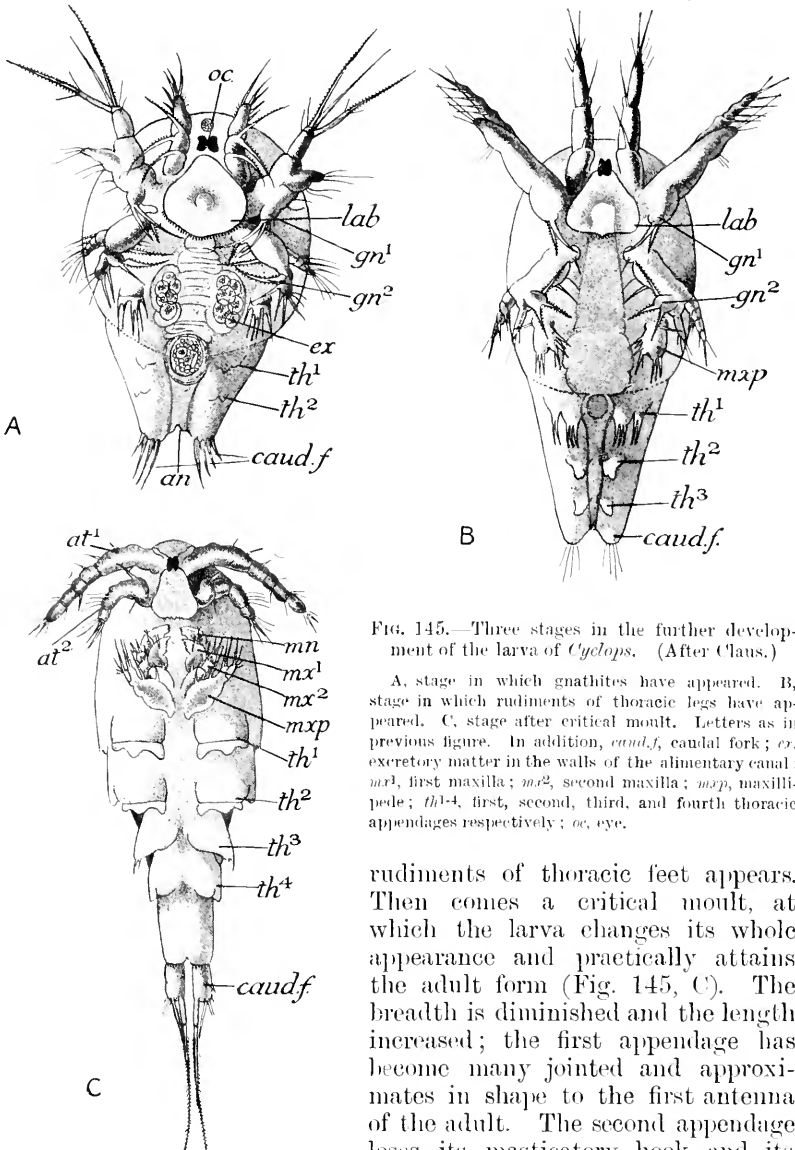 oc.
lab
gn¹
gn²
ex
th¹
th²
caud.f
an
A
lab
gn¹
gn²
mxp
th¹
th²
th³
caud.f.
B
at¹
at²
mn
mx¹
mx²
mxp
th¹
th²
th³
th⁴
caud.f.
C
FIG. 145.—Three stages in the further develop-
ment of the larva of Cyclops. (After Claus.)
A, stage in which gnathites have appeared. B,
stage in which rudiments of thoracic legs have ap-
peared. C, stage after critical moult. Letters as in
previous figure. In addition, caud.f, caudal fork; ex,
excretory matter in the walls of the alimentary canal;
mx¹, first maxilla; mx², second maxilla; mxp, maxilli-
pede; th¹⁻⁴, first, second, third, and fourth thoracic
appendages respectively; oc, eye.
rudiments of thoracic feet appears.
Then comes a critical moult, at
which the larva changes its whole
appearance and practically attains
the adult form (Fig. 145, C). The
breadth is diminished and the length
increased; the first appendage has
become many jointed and approxi-
mates in shape to the first antenna
of the adult. The second appendage
loses its masticatory hook and its